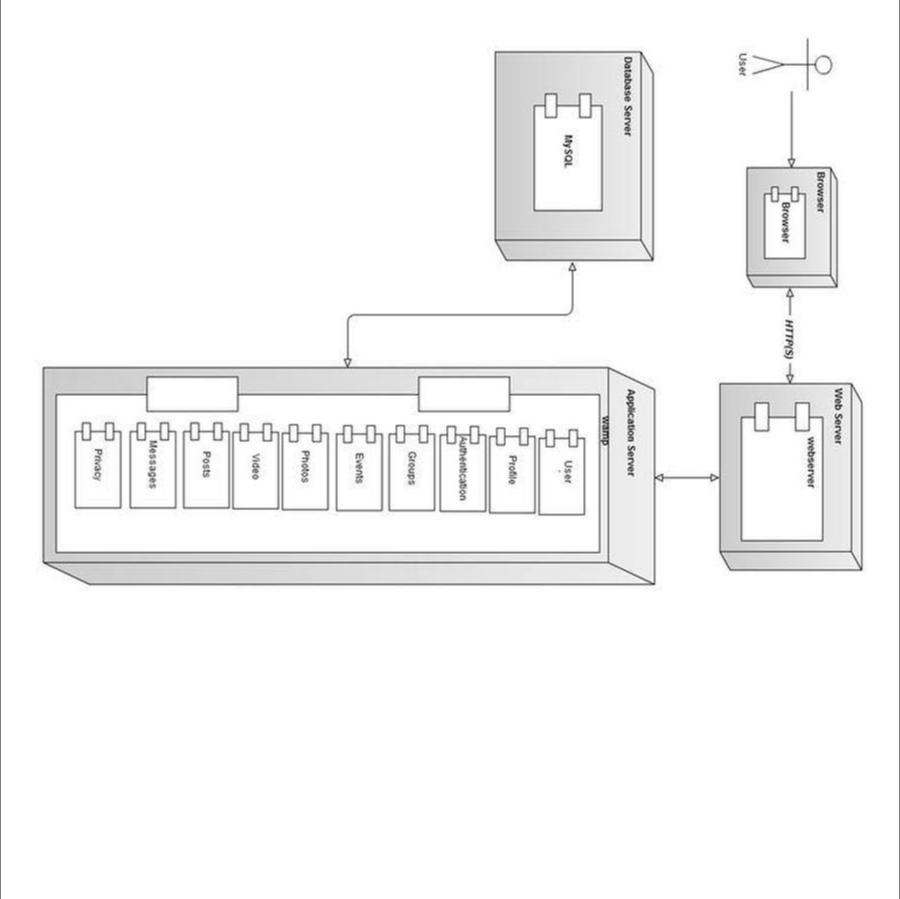 User
Browser
Browser
HTTP(S)
Web Server
webserver
Application Server
wamp
User
Profile
Authentication
Groups
Events
Photos
Video
Posts
Messages
Privacy
Database Server
MySQL